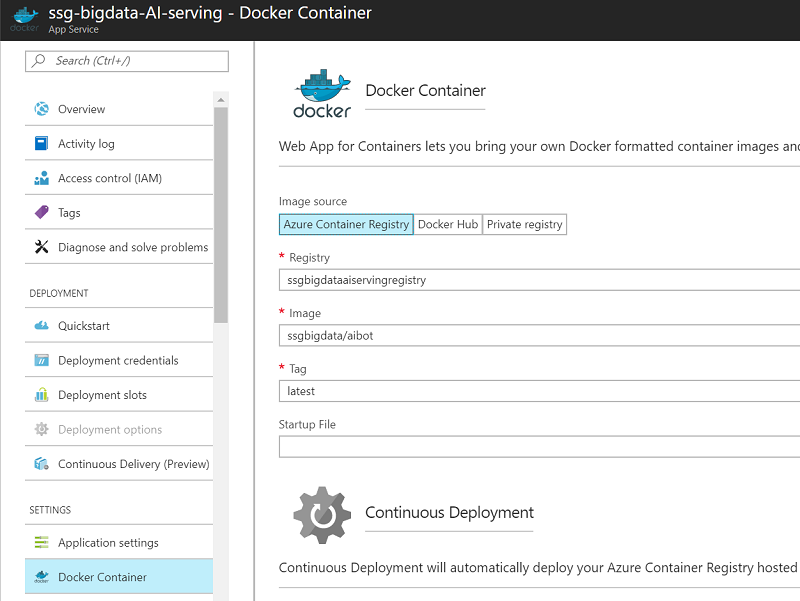 ssg-bigdata-AI-serving - Docker Container
App Service
docker
Search (Ctrl+/)
Overview
Activity log
Access control (IAM)
Tags
Diagnose and solve problems
DEPLOYMENT
Quickstart
Deployment credentials
Deployment slots
Deployment options
Continuous Delivery (Preview)
SETTINGS
Application settings
docker
Docker Container
docker
Docker Container
Web App for Containers lets you bring your own Docker formatted container images and
Image source
Azure Container Registry Docker Hub Private registry
* Registry
ssgbigdataaiservingregistry
* Image
ssgbigdata/aibot
* Tag
latest
Startup File
Continuous Deployment
Continuous Deployment will automatically deploy your Azure Container Registry hosted